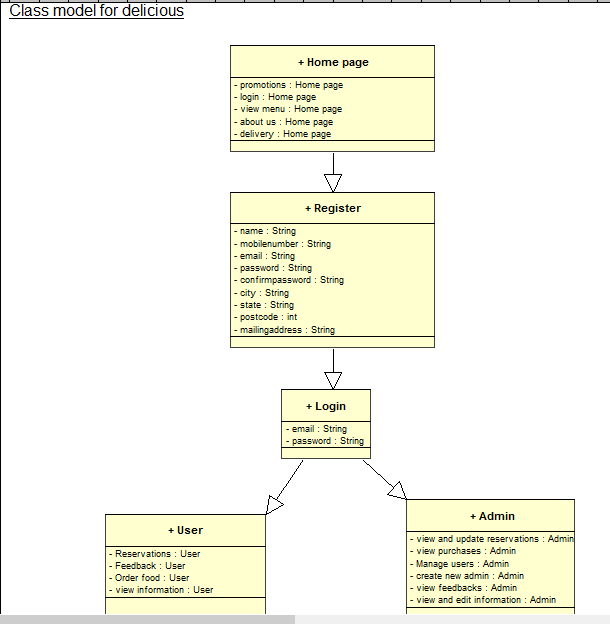 Class model for delicious
+ Home page
- promotions : Home page
- login : Home page
- view menu : Home page
- about us : Home page
- delivery : Home page
+ Register
- name : String
- mobilenumber : String
- email : String
- password : String
- confirmpassword : String
- city : String
- state : String
- postcode : int
- mailingaddress : String
+ Login
- email : String
- password : String
+ User
- Reservations : User
- Feedback : User
- Order food : User
- view information : User
+ Admin
- view and update reservations : Admin
- view purchases : Admin
- Manage users : Admin
- create new admin : Admin
- view feedbacks : Admin
- view and edit information : Admin